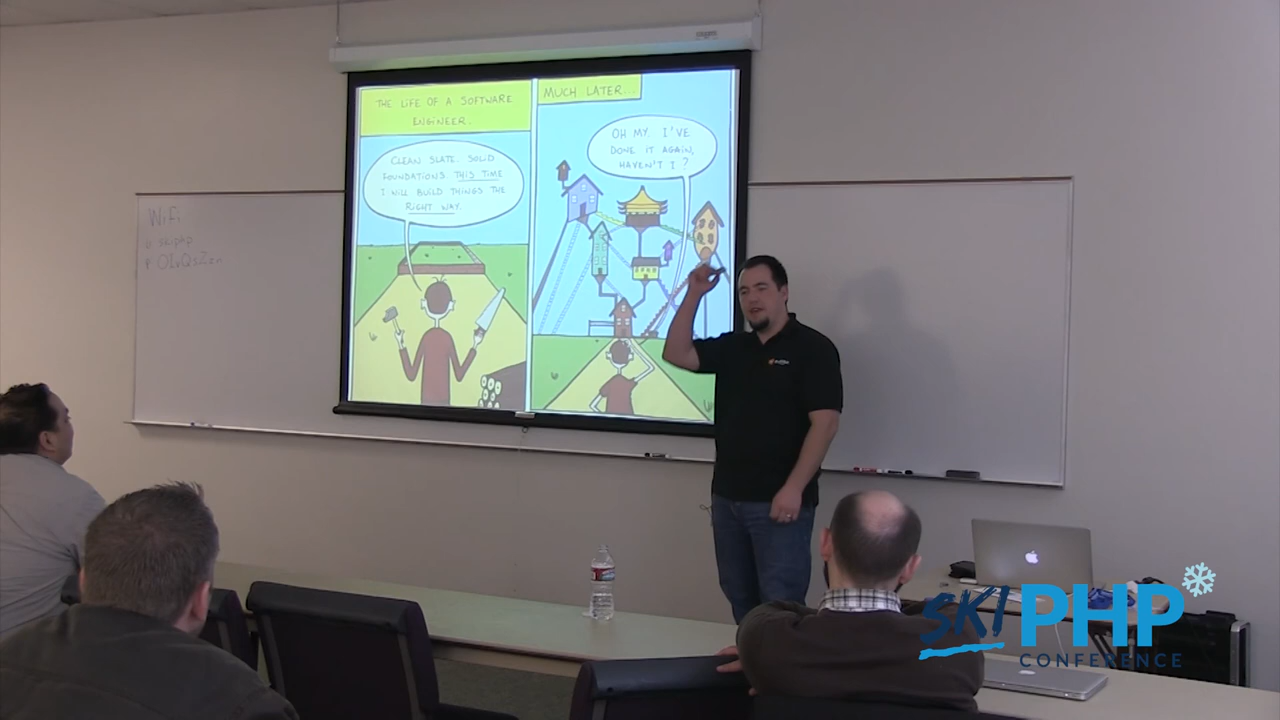 THE LIFE OF A SOFTWARE
ENGINEER.
CLEAN SLATE. SOLID
FOUNDATIONS THIS TIME
I WILL BUILD THINGS THE
RIGHT WAY.
MUCH LATER...
OH MY. I'VE
DONE IT AGAIN,
HAVEN'T I?
WiFi
skiphp
SKI PHP
CONFERENCE